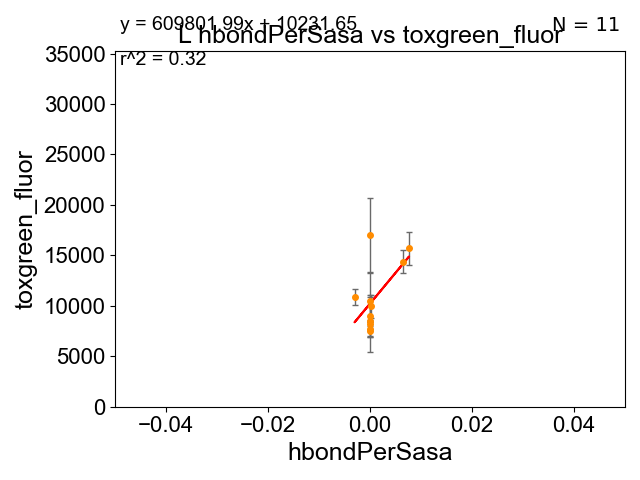 y = 609801.99x + 10231.65
N = 11
L hbondPerSasa vs toxgreen_fluor
r^2 = 0.32
35000
30000
25000
20000
15000
10000
5000
0
toxgreen_fluor
−0.04 −0.02 0.00 0.02 0.04
hbondPerSasa